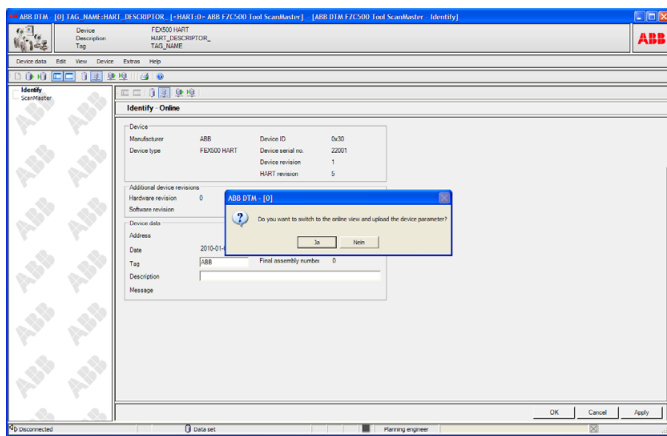 ABB DTM - [0] TAG_NAME:HART_DESCRIPTOR_ [-HART:0> ABB FZC500 Tool ScanMaster] [ABB DTM FZC500 Tool ScanMaster - Identify]
Device FEX500 HART
Description HART_DESCRIPTOR_
Tag TAG_NAME
ABB
Device data Edit View Device Extras Help
Identify
ScanMaster
Identify - Online
Device
Manufacturer ABB Device ID 0x30
Device type FEX500 HART Device serial no. 22001
Device revision 1
HART revision 5
Additional device revisions
Hardware revision 0
Software revision
ABB DTM - [0]
Do you want to switch to the online view and upload the device parameter?
Ja Nein
Device data
Address
Date 2010-01-
Tag ABB Final assembly number 0
Description
Message
OK Cancel Apply
Disconnected Data set Planning engineer